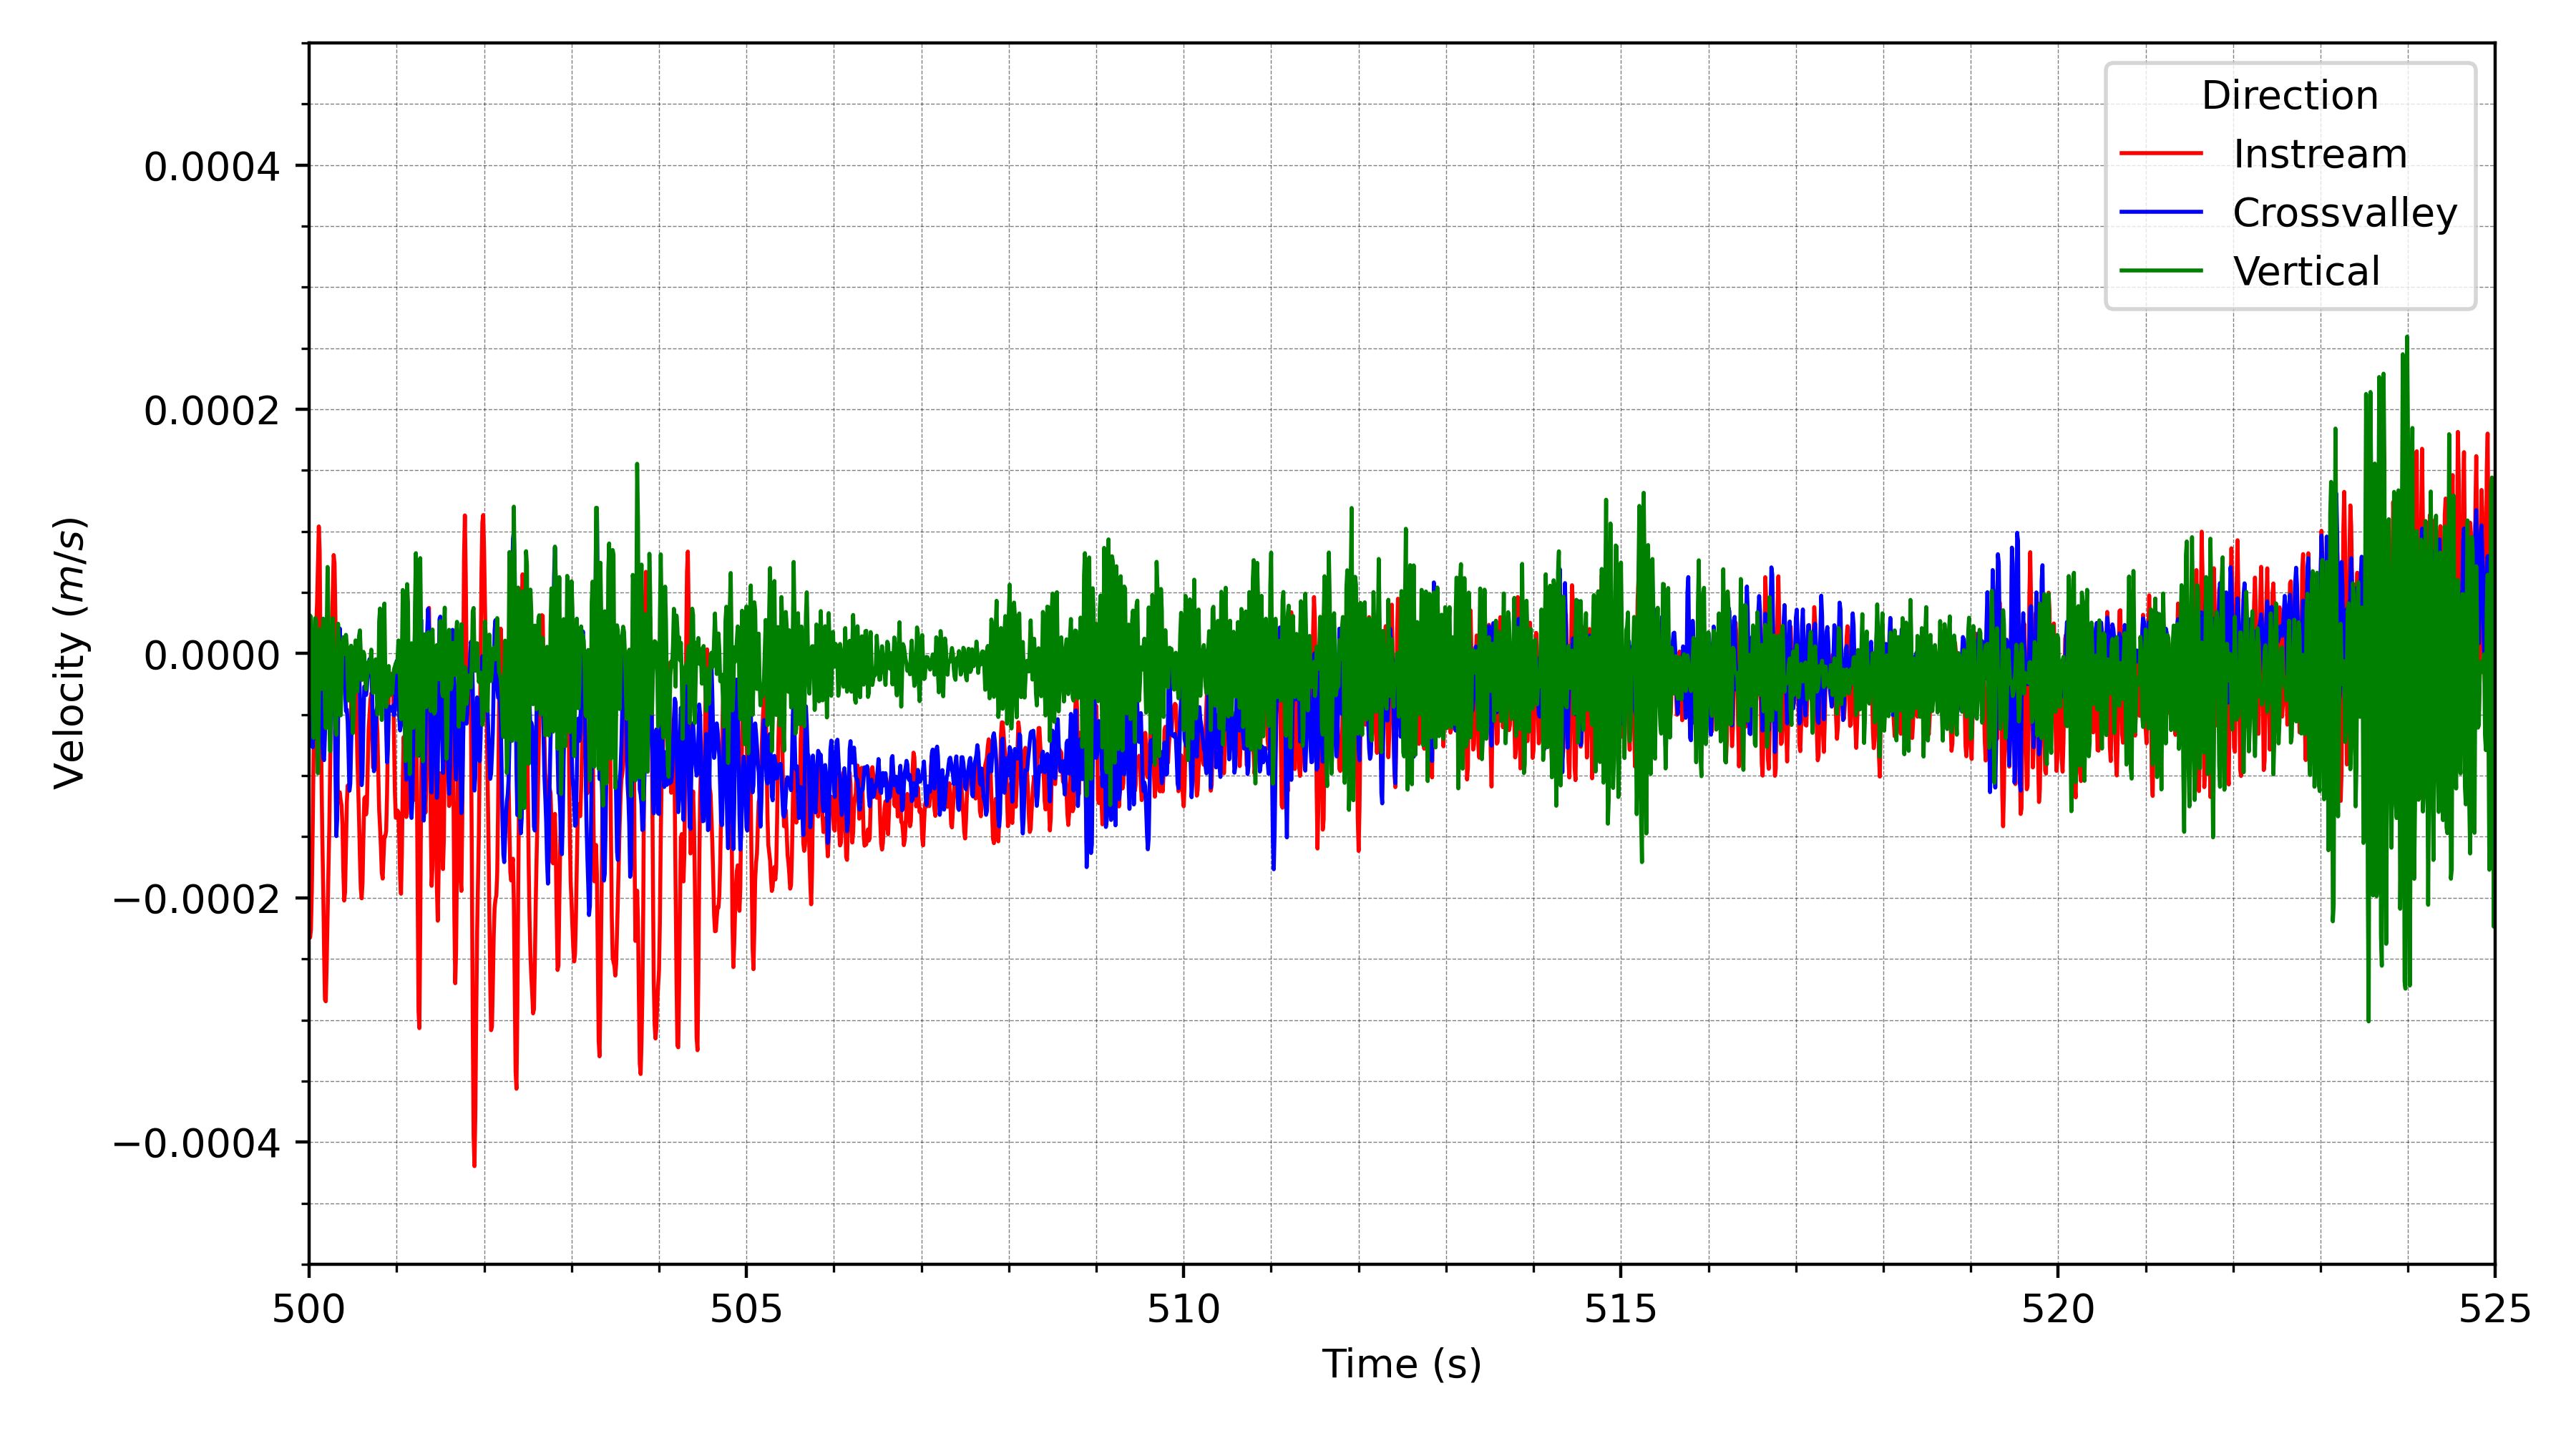 Direction
Instream
Crossvalley
Vertical
0.0004
0.0002
0.0000
−0.0002
−0.0004
Velocity (m/s)
500 505 510 515 520 525
Time (s)